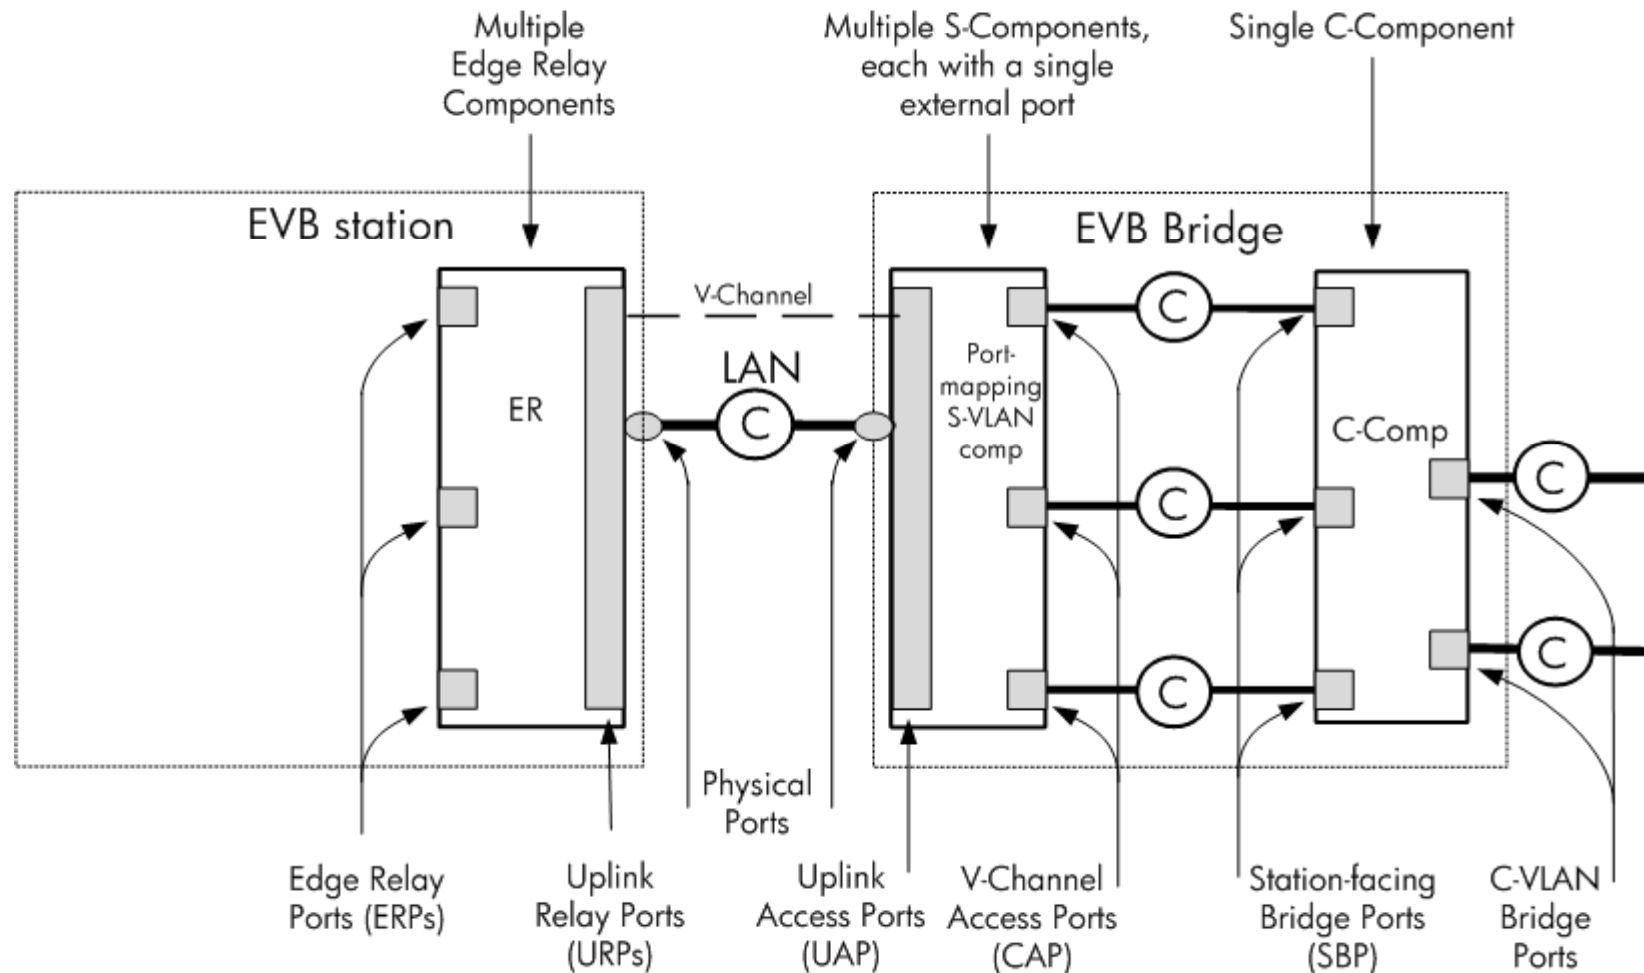 Multiple
Edge Relay
Components
Multiple S-Components,
each with a single
external port
Single C-Component
EVB station
EVB Bridge
V-Channel
C
C
LAN
Port-
mapping
S-VLAN
comp
ER
C
C-Comp
C
C
C
C
Physical
Ports
Edge Relay
Ports (ERPs)
Uplink
Relay Ports
(URPs)
Uplink
Access Ports
(UAP)
V-Channel
Access Ports
(CAP)
Station-facing
Bridge Ports
(SBP)
C-VLAN
Bridge
Ports